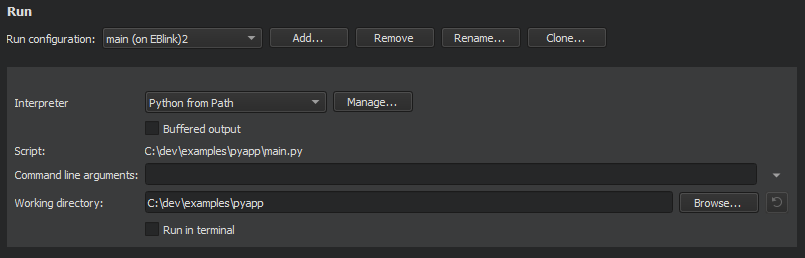 Run
Run configuration: main (on EBlink)2 Add... Remove Rename... Clone...
Interpreter Python from Path Manage...
Buffered output
Script: C:\dev\examples\pyapp\main.py
Command line arguments:
Working directory: C:\dev\examples\pyapp Browse...
Run in terminal